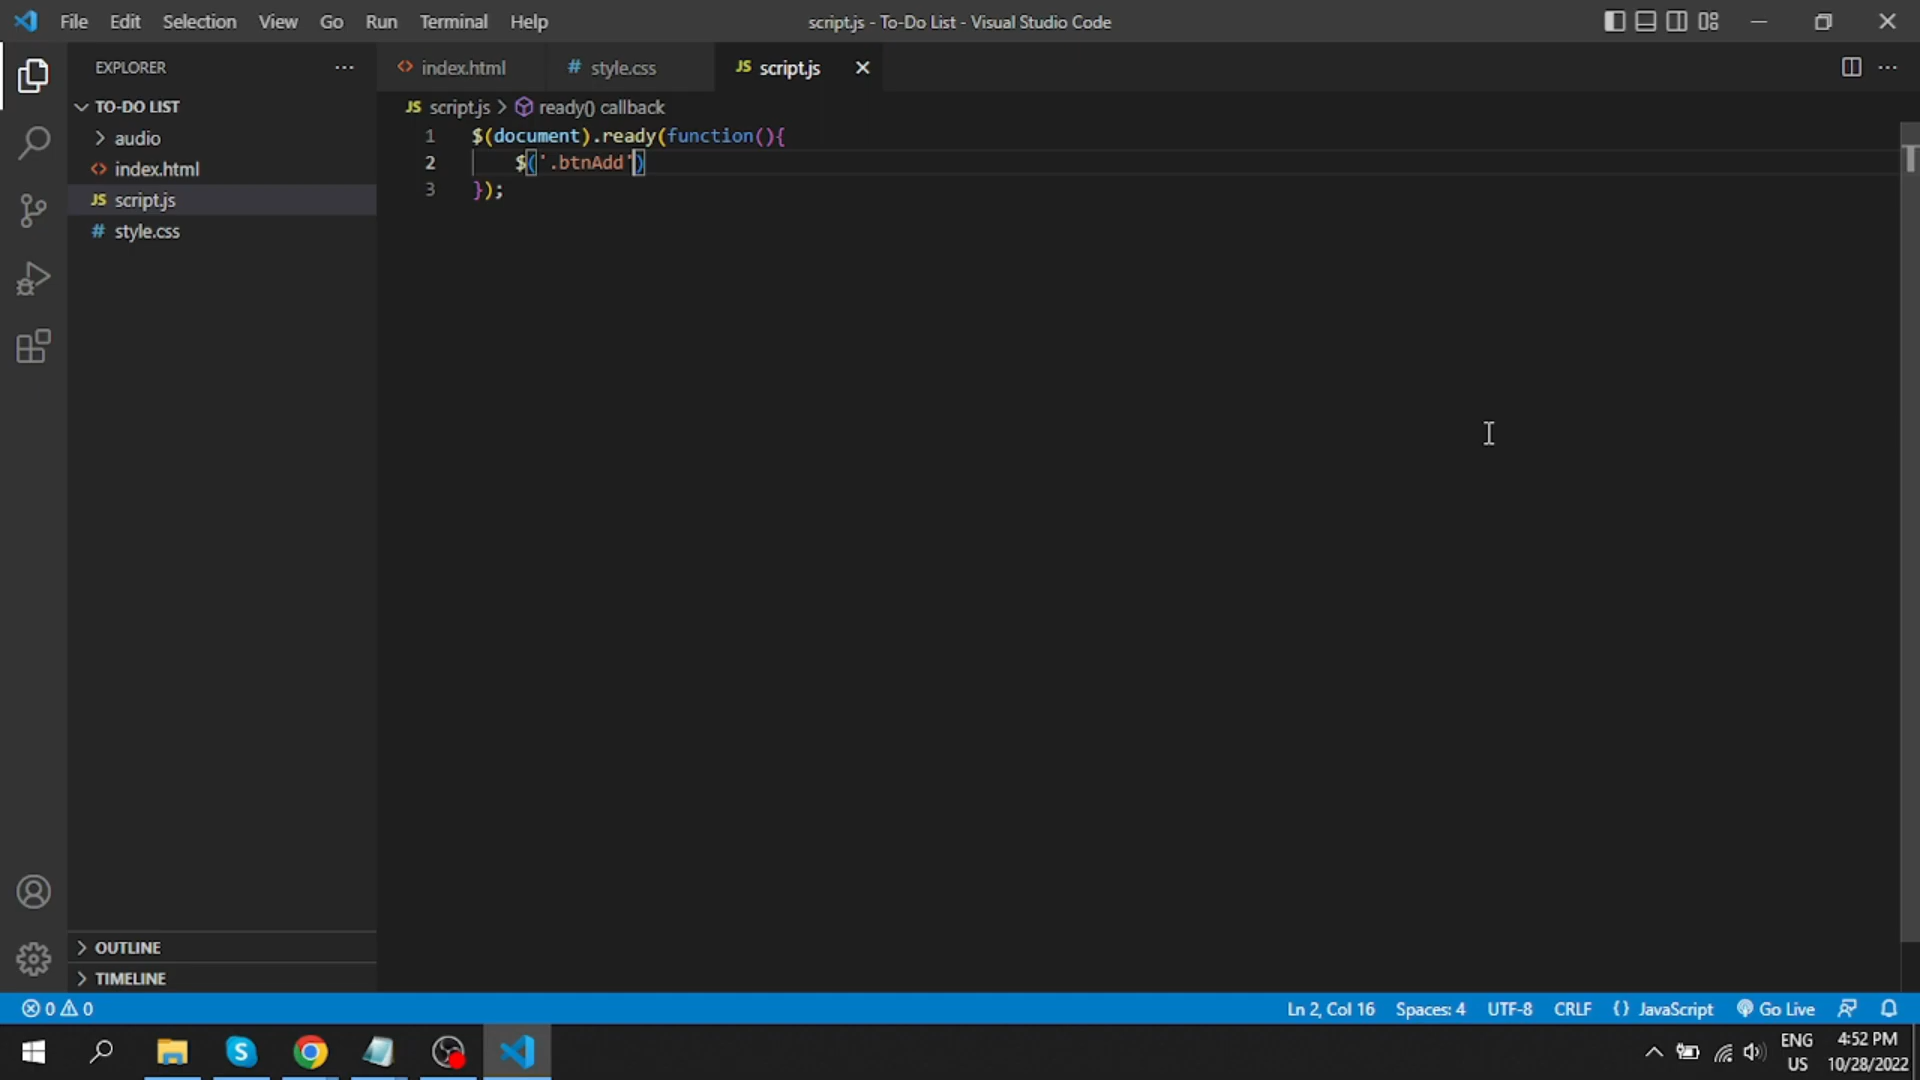 File Edit Selection View Go Run Terminal Help
script.js - To-Do List - Visual Studio Code
EXPLORER
index.html
style.css
JS script.js
TO-DO LIST
JS script.js > ready() callback
audio
1 $(document).ready(function(){
index.html
2 $('.btnAdd')
JS script.js
3 });
# style.css
OUTLINE
TIMELINE
0 0
Ln 2, Col 16 Spaces: 4 UTF-8 CRLF {} JavaScript Go Live
ENG
US
4:52 PM
10/28/2022